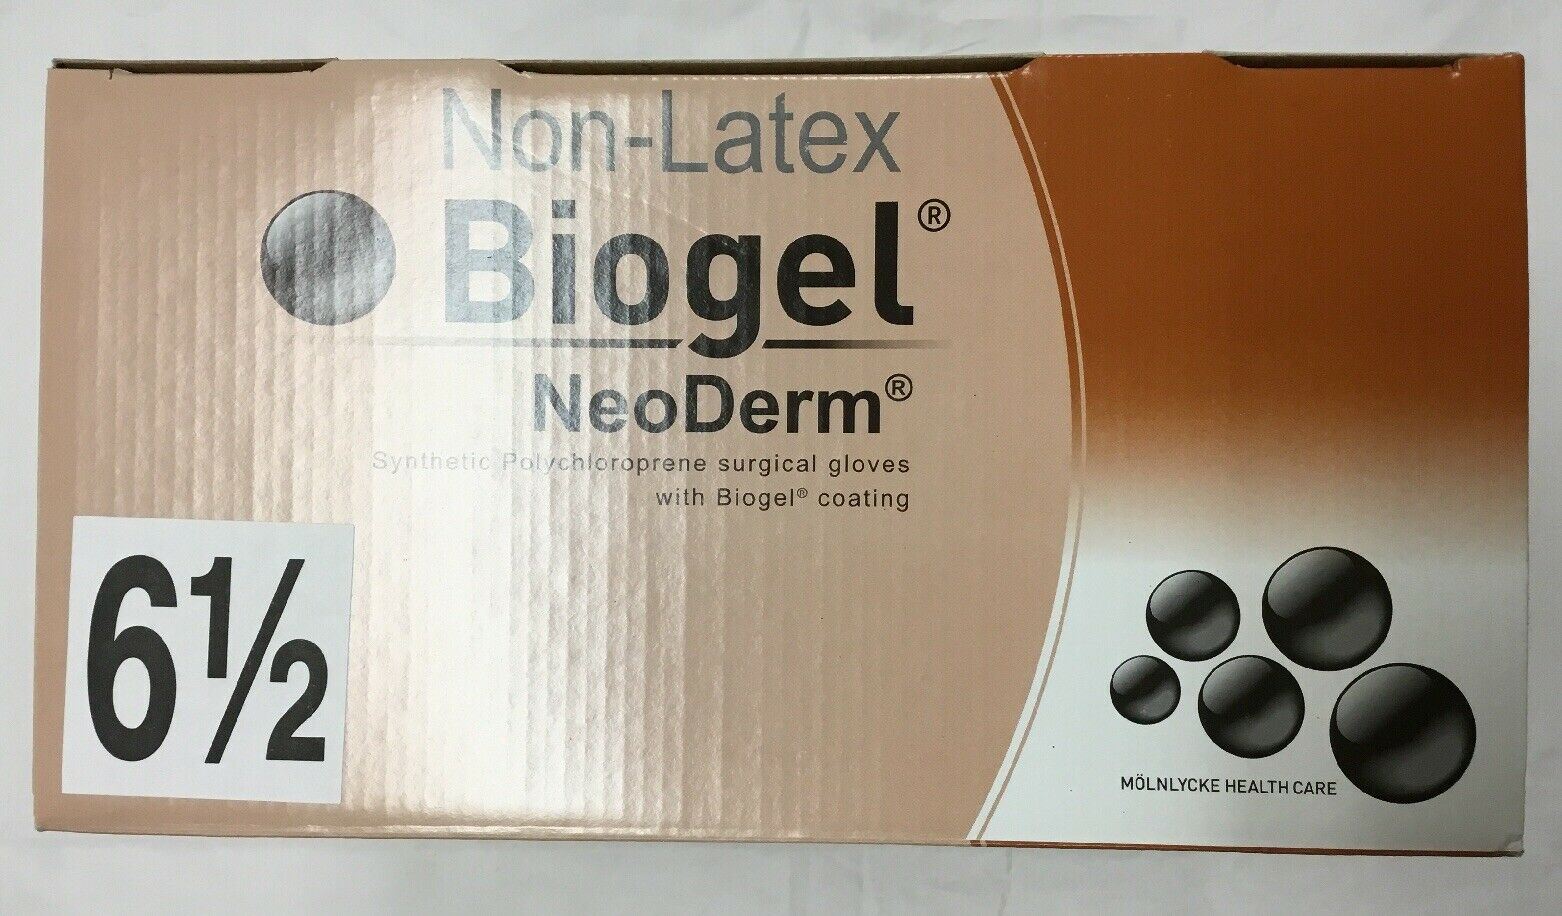 Non-Latex
Biogel®
NeoDerm®
Synthetic Polychloroprene surgical gloves
with Biogel® coating
6½
MÖLNLYCKE HEALTH CARE